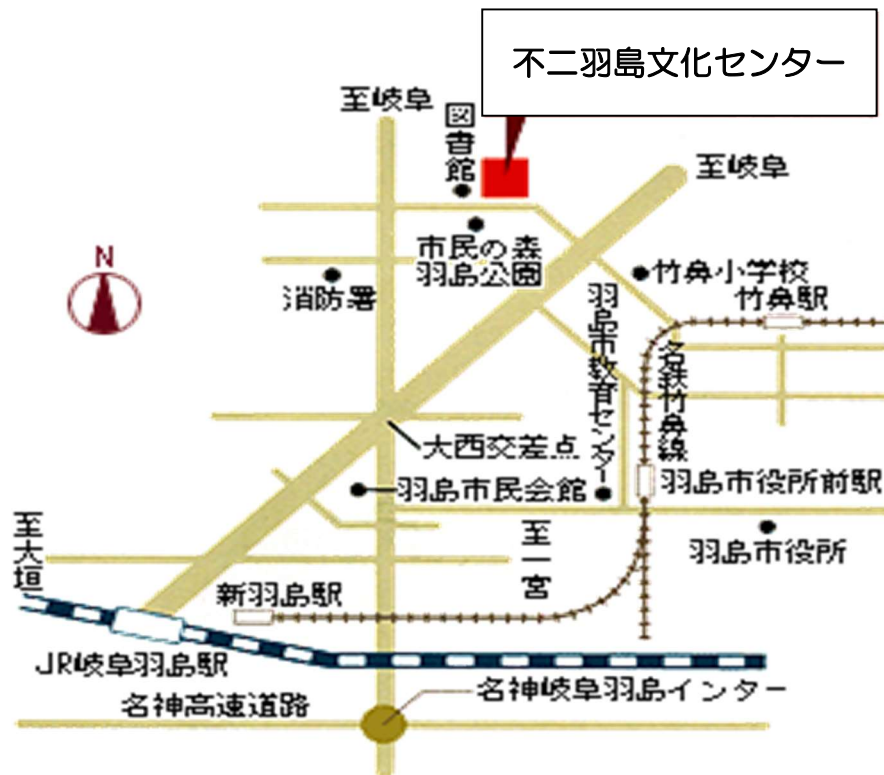 不二羽島文化センター
至岐阜
図書館
至岐阜
市民の森
羽島公園
N
竹鼻小学校
竹鼻駅
消防署
羽島市教育センター
名鉄竹鼻線
大西交差点
羽島市民会館
羽島市役所前駅
至大垣
至一宮
羽島市役所
新羽島駅
JR岐阜羽島駅
名神岐阜羽島インター
名神高速道路